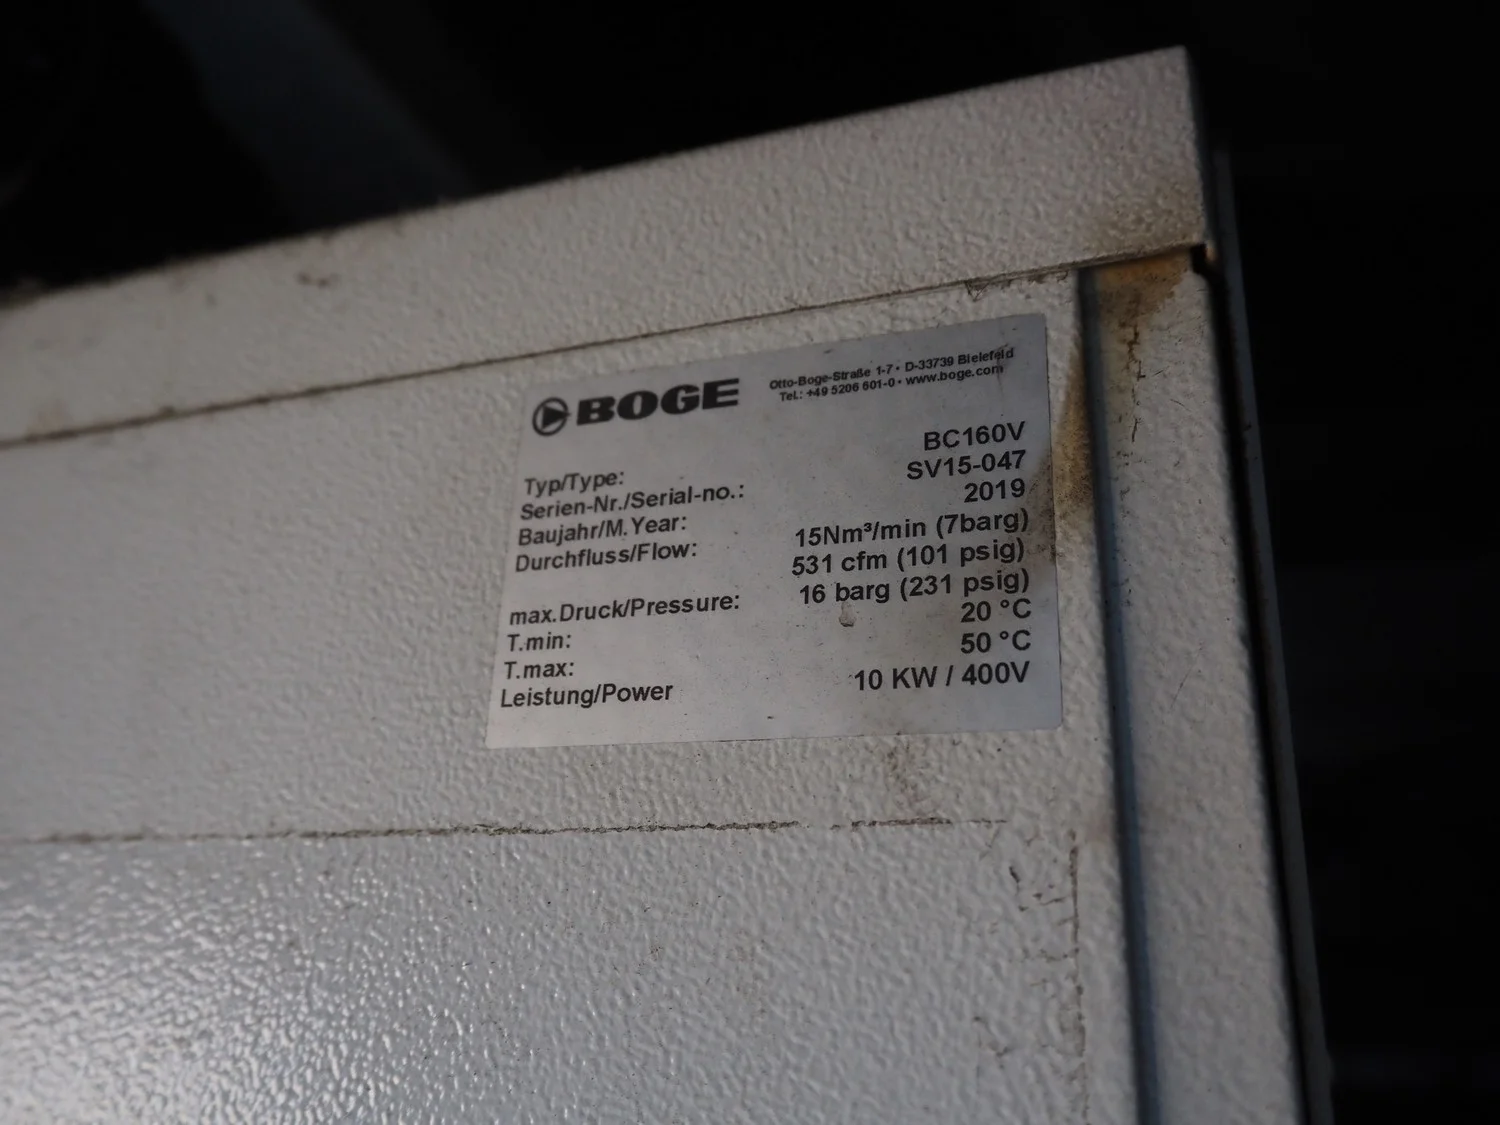 BOGE
Otto-Boge-Straße 1-7 • D-33739 Bielefeld
Tel.: +49 5206 601-0 • www.boge.com
Typ/Type: BC160V
Serien-Nr./Serial-no.: SV15-047
Baujahr/M.Year: 2019
Durchfluss/Flow: 15Nm³/min (7barg)
531 cfm (101 psig)
max.Druck/Pressure: 16 barg (231 psig)
T.min: 20 °C
T.max: 50 °C
Leistung/Power 10 KW / 400V